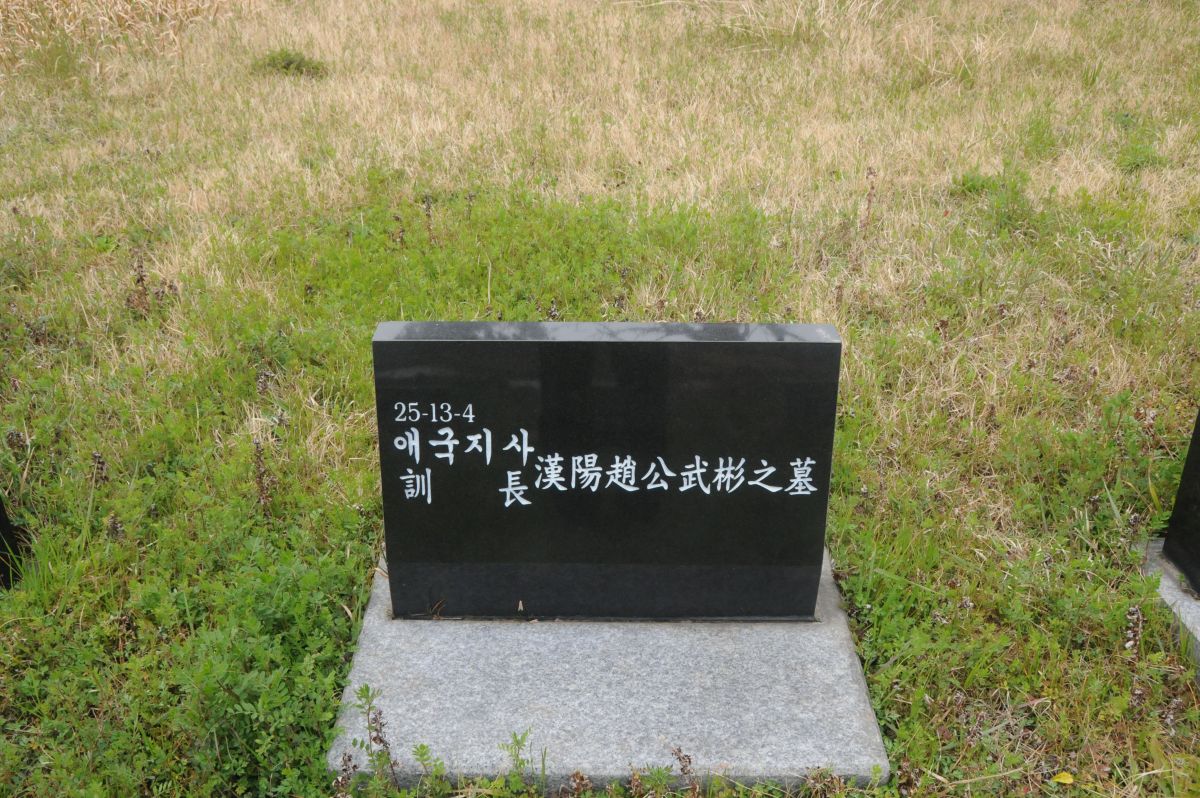 25-13-4
애국지사
訓 長 漢陽趙公武彬之墓